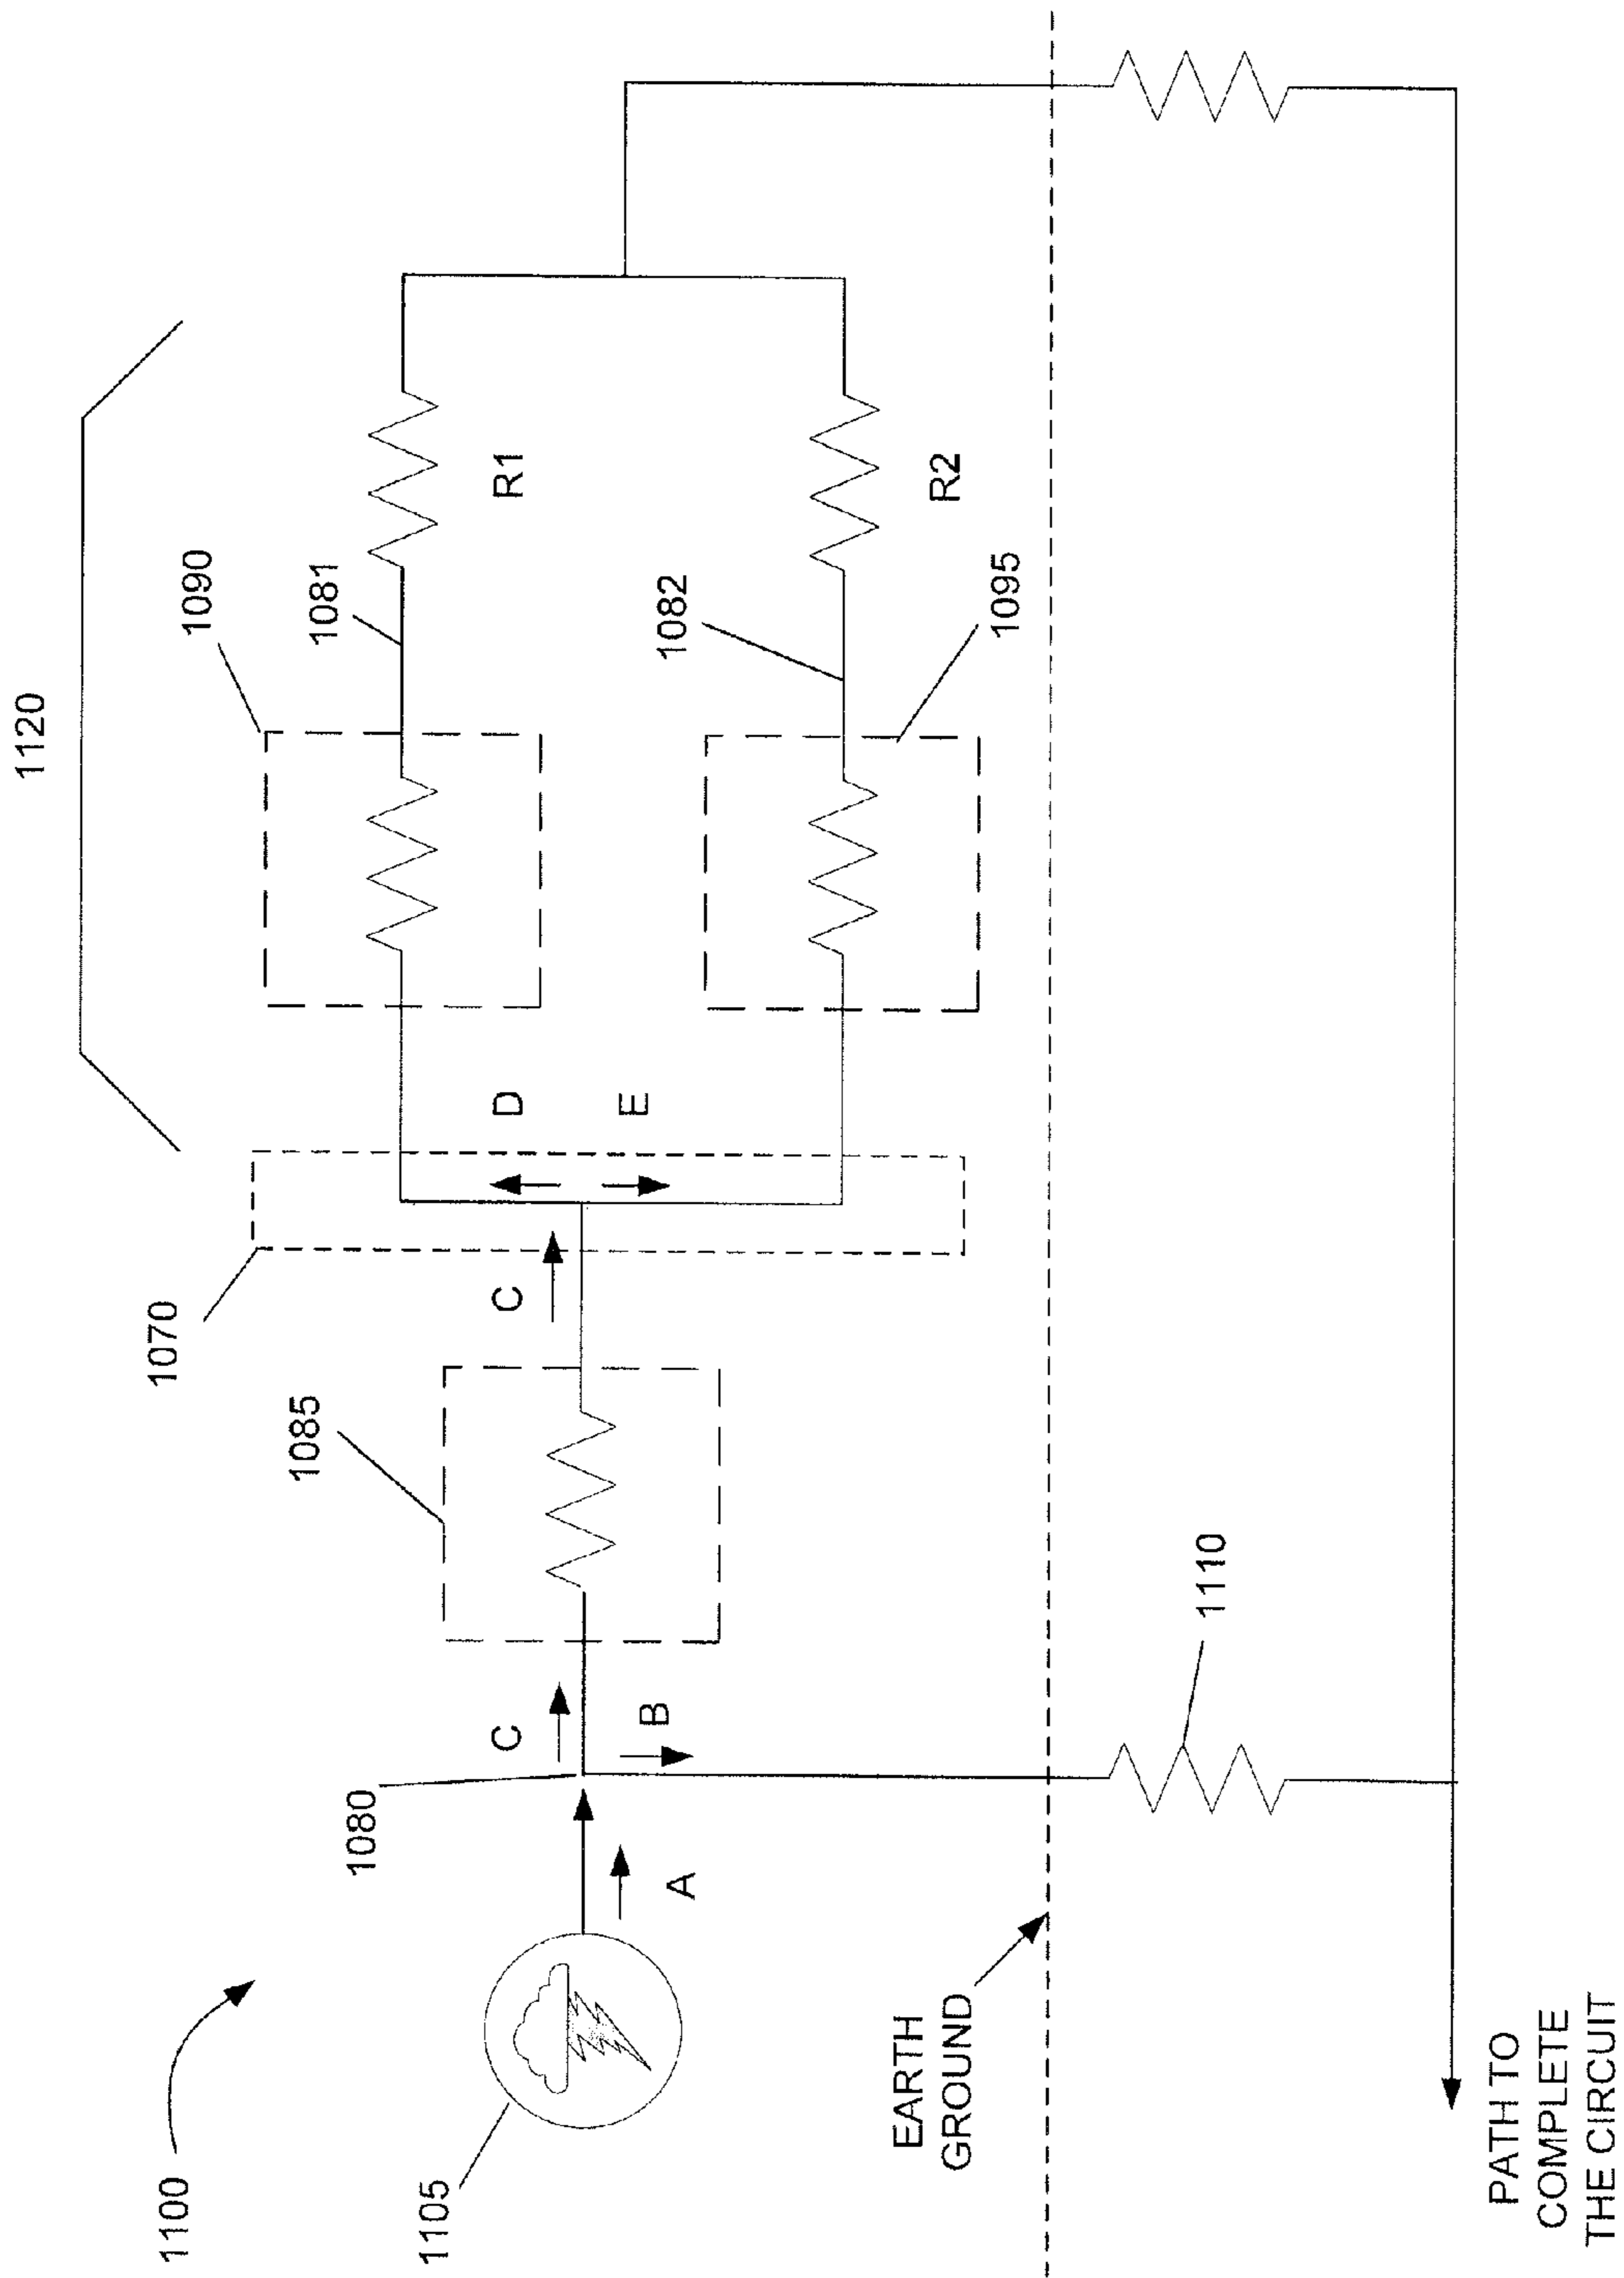 1120
1090
1081
R1
1082
1095
R2
1070
D
E
C
1085
1080
C
B
1110
A
1100
1105
EARTH
GROUND
PATH TO
COMPLETE
THE CIRCUIT